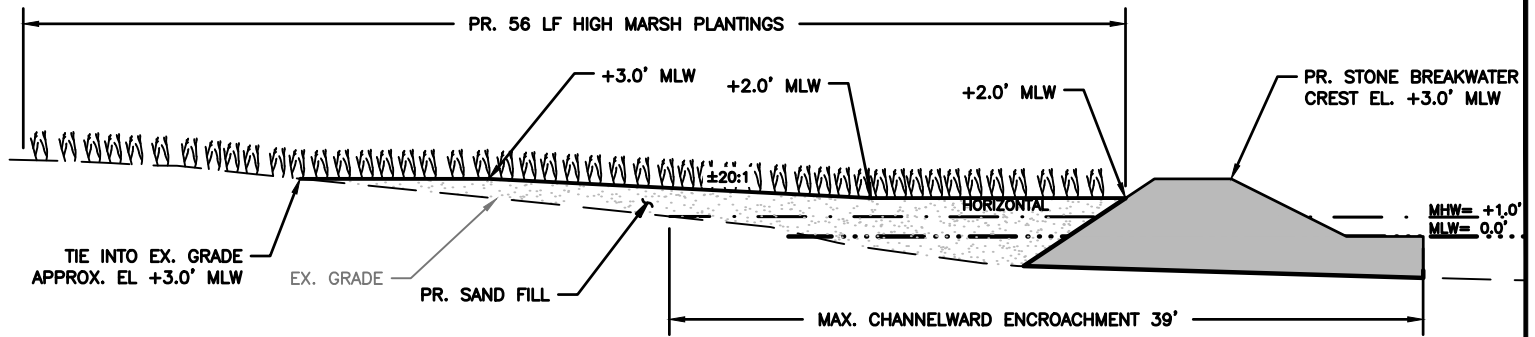 PR. 56 LF HIGH MARSH PLANTINGS
+3.0' MLW
+2.0' MLW
+2.0' MLW
PR. STONE BREAKWATER
CREST EL. +3.0' MLW
±20:1
HORIZONTAL
MHW= +1.0'
MLW= 0.0'
TIE INTO EX. GRADE
APPROX. EL +3.0' MLW
EX. GRADE
PR. SAND FILL
MAX. CHANNELWARD ENCROACHMENT 39'